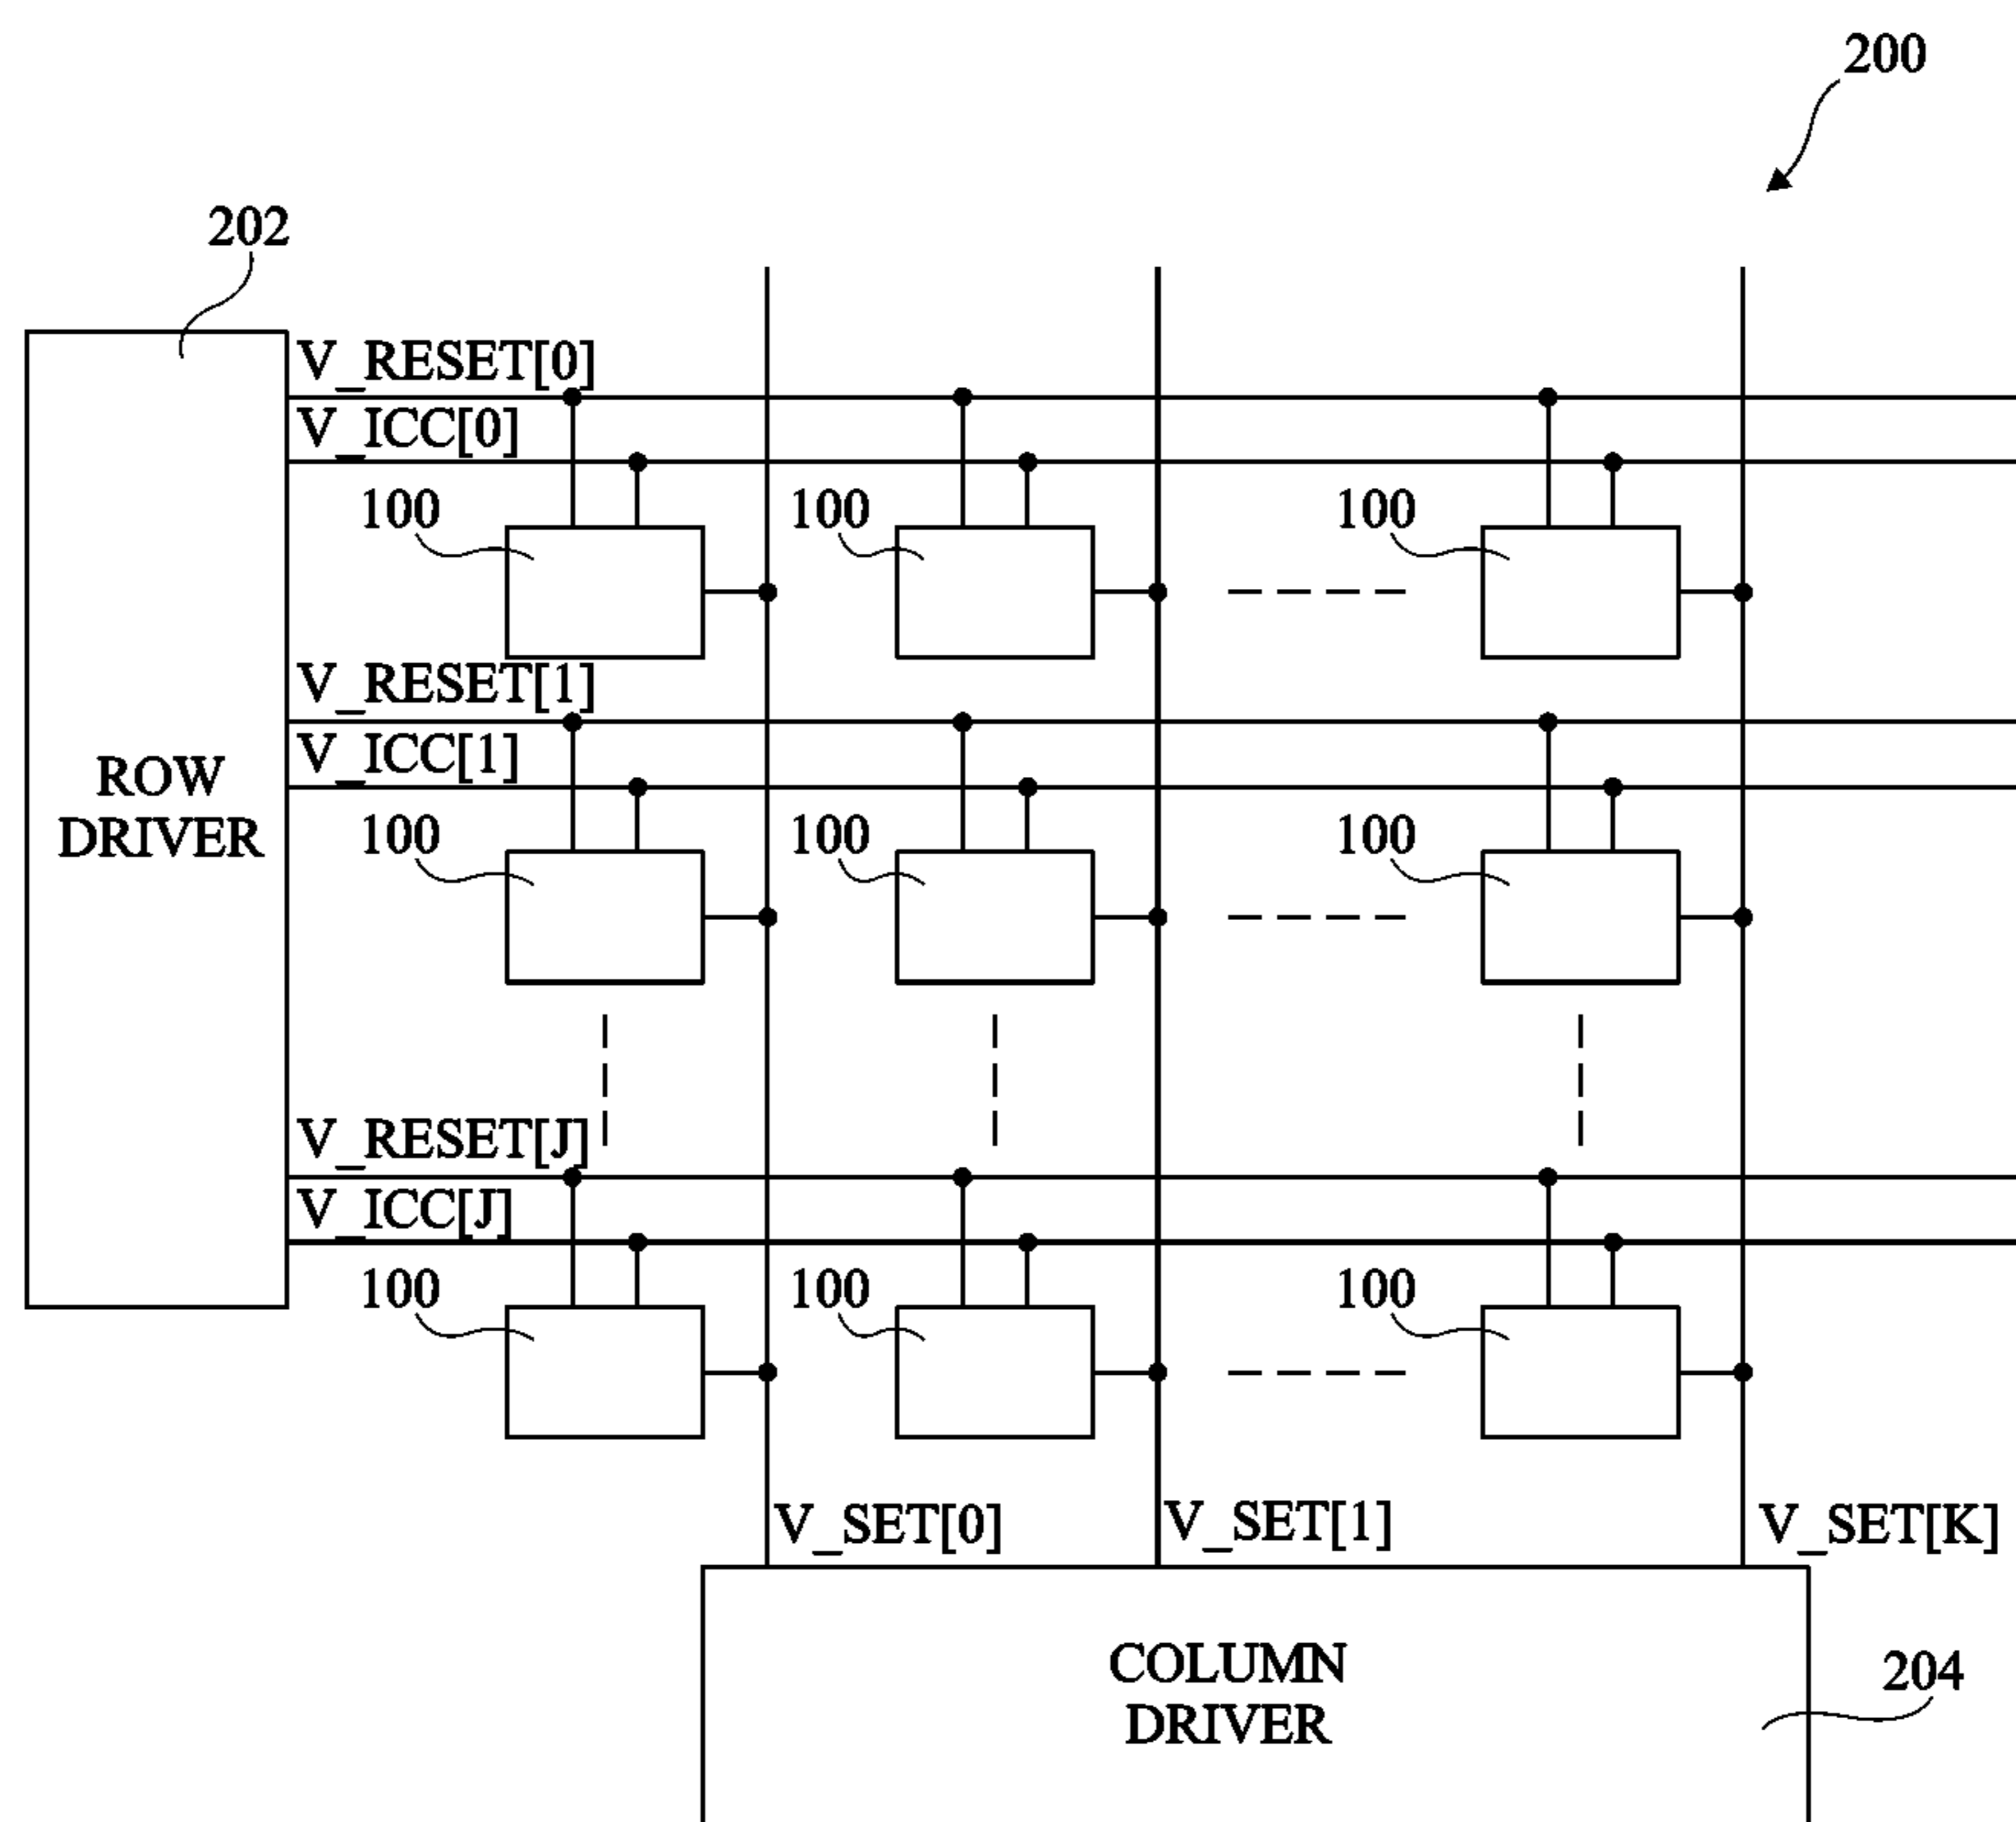 200
202
V_RESET[0]
V_ICC[0]
100 100 100
V_RESET[1]
V_ICC[1]
ROW
DRIVER
100 100 100
V_RESET[J]
V_ICC[J]
100 100 100
V_SET[0] V_SET[1] V_SET[K]
COLUMN
DRIVER
204